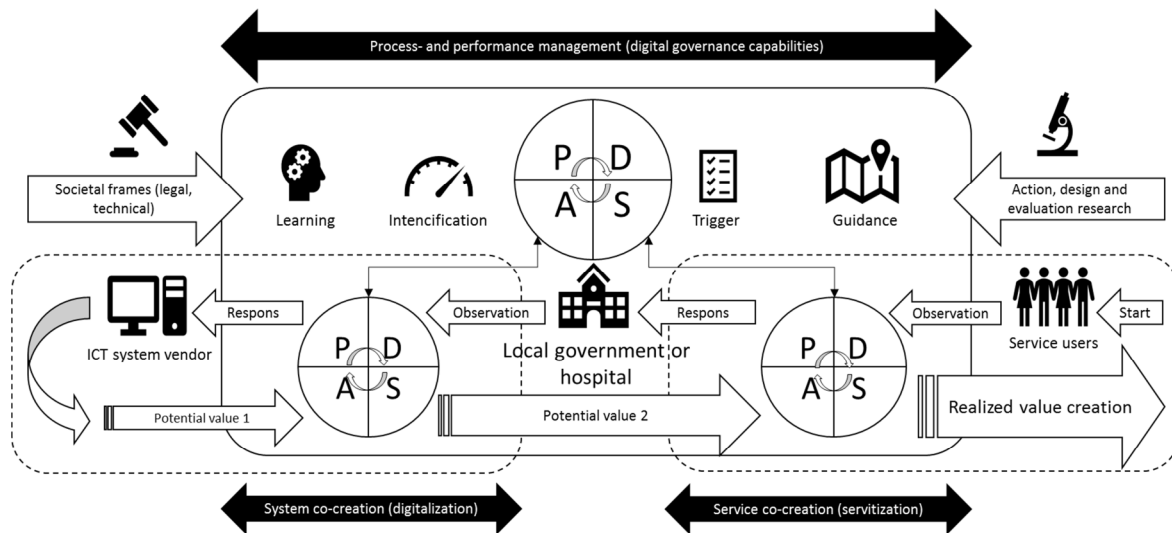 Process- and performance management (digital governance capabilities)
Societal frames (legal,
technical)
Learning
Intencification
P D
A S
Trigger
Guidance
Action, design and
evaluation research
ICT system vendor
Respons
P D
A S
Observation
Local government or
hospital
Respons
P D
A S
Observation
Service users
Start
Potential value 1
Potential value 2
Realized value creation
System co-creation (digitalization)
Service co-creation (servitization)